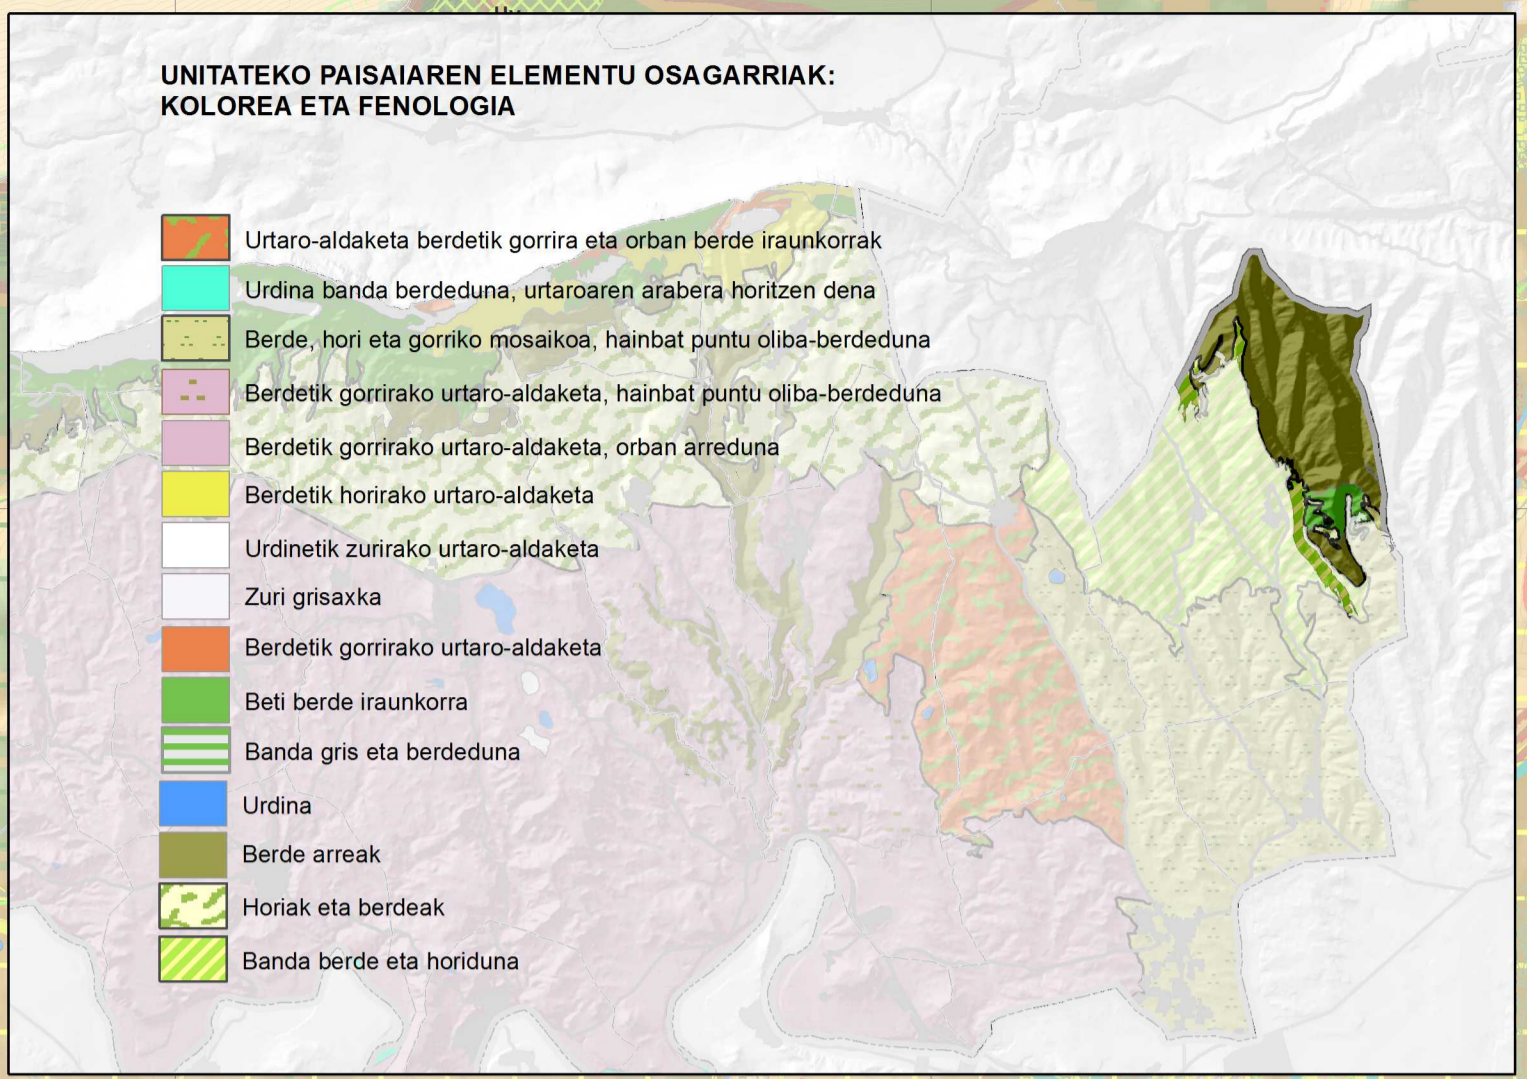 UNITATEKO PAISAIAREN ELEMENTU OSAGARRIAK:
KOLOREA ETA FENOLOGIA
Urtaro-aldaketa berdetik gorrira eta orban berde iraunkorrak
Urdina banda berdeduna, urtaroaren arabera horitzen dena
Berde, hori eta gorriko mosaikoa, hainbat puntu oliba-berdeduna
Berdetik gorrirako urtaro-aldaketa, hainbat puntu oliba-berdeduna
Berdetik gorrirako urtaro-aldaketa, orban arreduna
Berdetik horirako urtaro-aldaketa
Urdinetik zurirako urtaro-aldaketa
Zuri grisaxka
Berdetik gorrirako urtaro-aldaketa
Beti berde iraunkorra
Banda gris eta berdeduna
Urdina
Berde arreak
Horiak eta berdeak
Banda berde eta horiduna